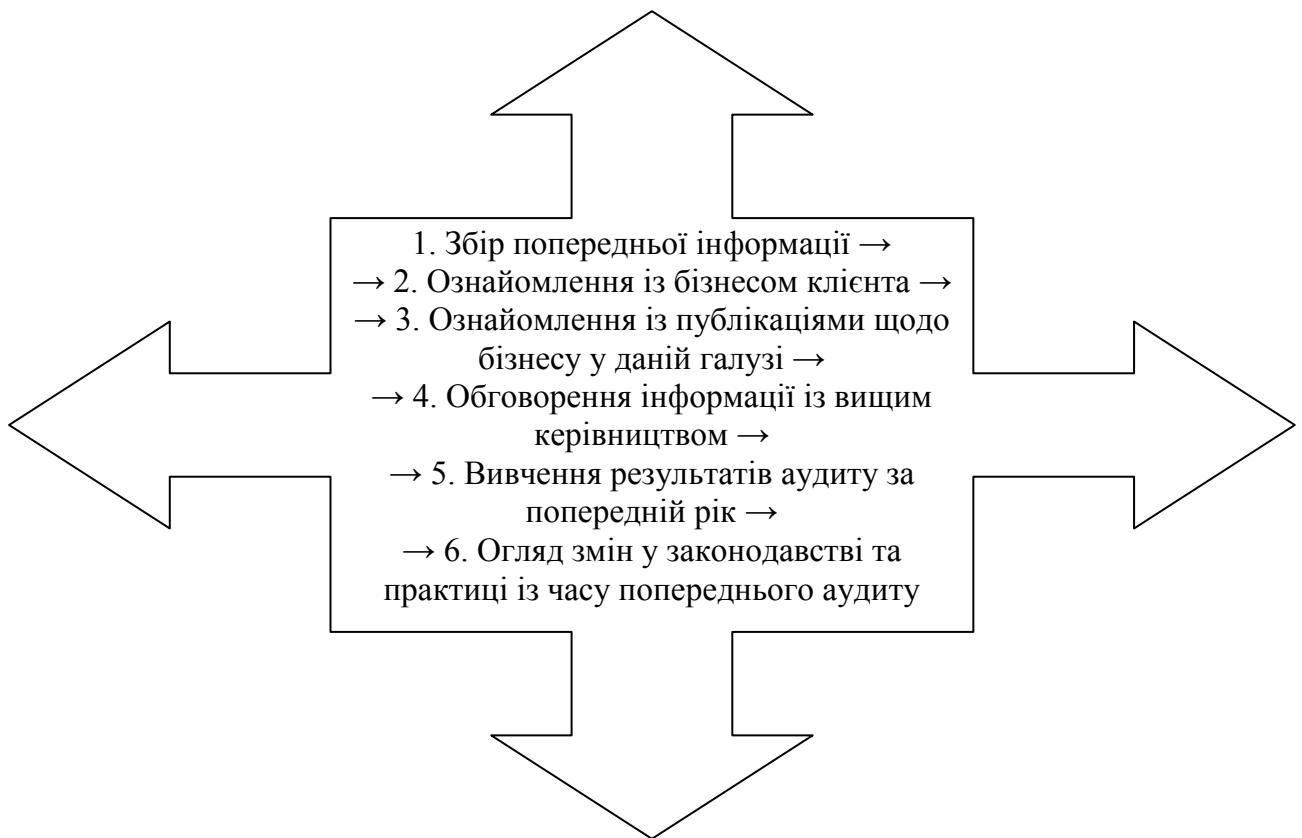 1. Збір попередньої інформації →
→ 2. Ознайомлення із бізнесом клієнта →
→ 3. Ознайомлення із публікаціями щодо
бізнесу у даній галузі →
→ 4. Обговорення інформації із вищим
керівництвом →
→ 5. Вивчення результатів аудиту за
попередній рік →
→ 6. Огляд змін у законодавстві та
практиці із часу попереднього аудиту